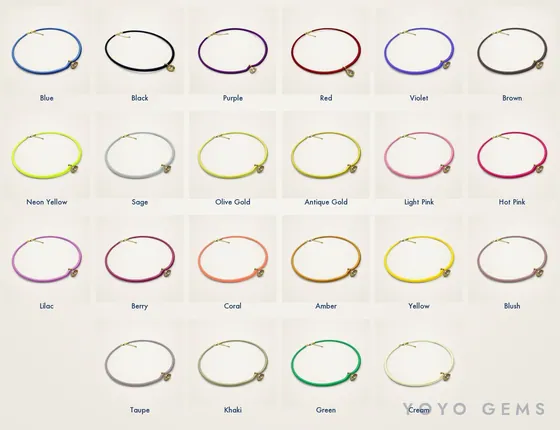 Blue Black Purple Red Violet Brown
Neon Yellow Sage Olive Gold Antique Gold Light Pink Hot Pink
Lilac Berry Coral Amber Yellow Blush
Taupe Khaki Green Cream
YOYO GEMS